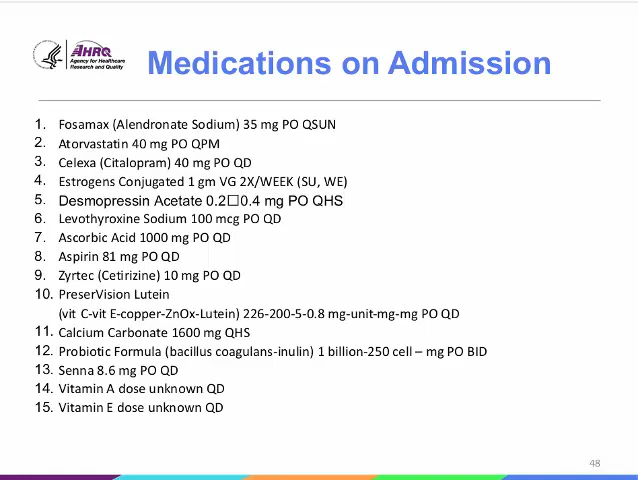 AHRQ
Agency for Healthcare
Research and Quality
Medications on Admission
1. Fosamax (Alendronate Sodium) 35 mg PO QSUN
2. Atorvastatin 40 mg PO QPM
3. Celexa (Citalopram) 40 mg PO QD
4. Estrogens Conjugated 1 gm VG 2X/WEEK (SU, WE)
5. Desmopressin Acetate 0.2□0.4 mg PO QHS
6. Levothyroxine Sodium 100 mcg PO QD
7. Ascorbic Acid 1000 mg PO QD
8. Aspirin 81 mg PO QD
9. Zyrtec (Cetirizine) 10 mg PO QD
10. PreserVision Lutein
(vit C-vit E-copper-ZnOx-Lutein) 226-200-5-0.8 mg-unit-mg-mg PO QD
11. Calcium Carbonate 1600 mg QHS
12. Probiotic Formula (bacillus coagulans-inulin) 1 billion-250 cell – mg PO BID
13. Senna 8.6 mg PO QD
14. Vitamin A dose unknown QD
15. Vitamin E dose unknown QD
48